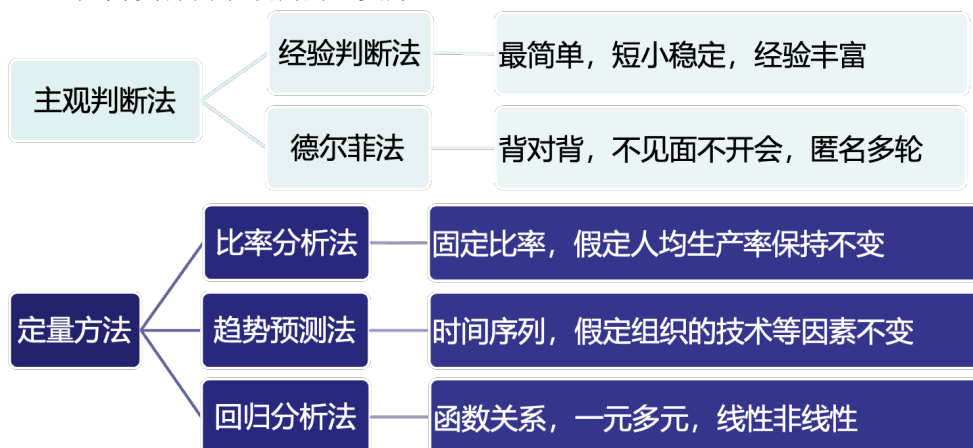 主观判断法
经验判断法
最简单，短小稳定，经验丰富
德尔菲法
背对背，不见面不开会，匿名多轮
定量方法
比率分析法
固定比率，假定人均生产率保持不变
趋势预测法
时间序列，假定组织的技术等因素不变
回归分析法
函数关系，一元多元，线性非线性